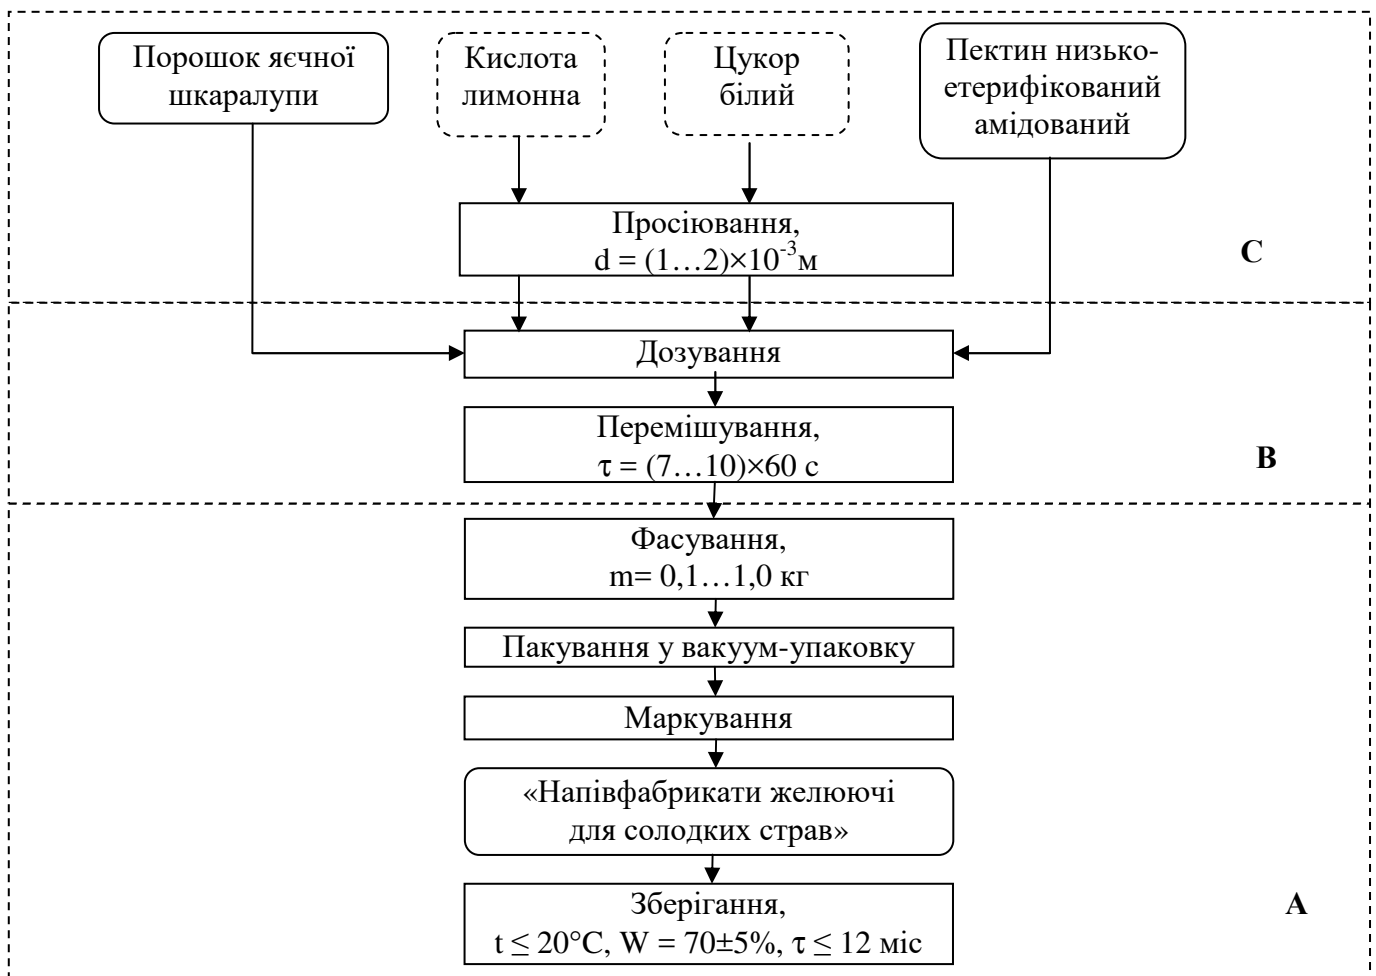 Порошок яєчної
шкаралупи
Кислота
лимонна
Цукор
білий
Пектин низько-
етерифікований
амідований
Просіювання,
d = (1…2)×10⁻³м
С
Дозування
Перемішування,
τ = (7…10)×60 с
В
Фасування,
m= 0,1…1,0 кг
Пакування у вакуум-упаковку
Маркування
«Напівфабрикати желюючі
для солодких страв»
Зберігання,
t ≤ 20°С, W = 70±5%, τ ≤ 12 міс
А